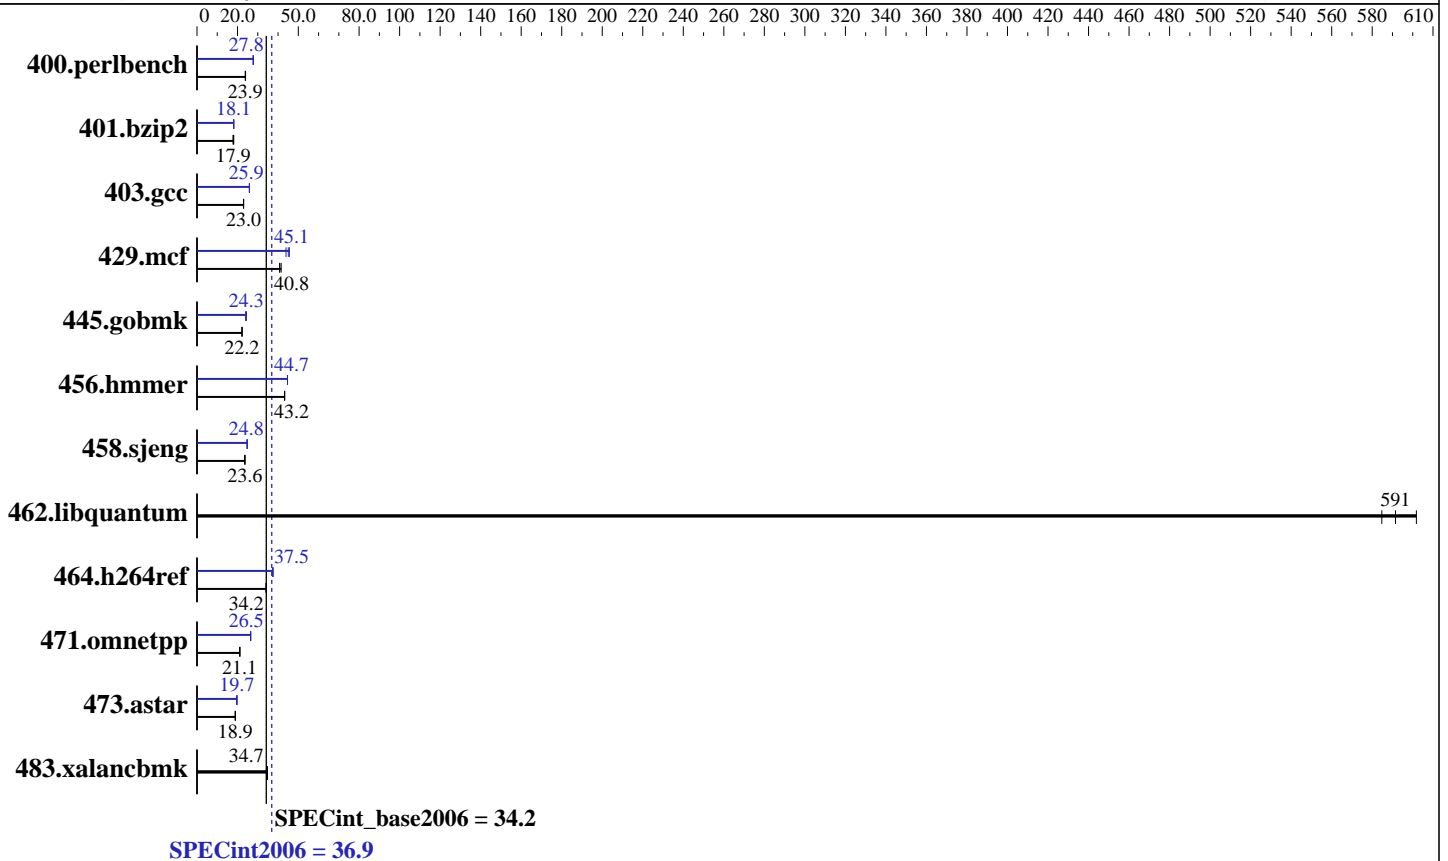 0 20.0 50.0 80.0 100 120 140 160 180 200 220 240 260 280 300 320 340 360 380 400 420 440 460 480 500 520 540 560 580 610
27.8
400.perlbench
23.9
18.1
401.bzip2
17.9
25.9
403.gcc
23.0
45.1
429.mcf
40.8
24.3
445.gobmk
22.2
44.7
456.hmmer
43.2
24.8
458.sjeng
23.6
591
462.libquantum
37.5
464.h264ref
34.2
26.5
471.omnetpp
21.1
19.7
473.astar
18.9
34.7
483.xalancbmk
SPECint_base2006 = 34.2
SPECint2006 = 36.9